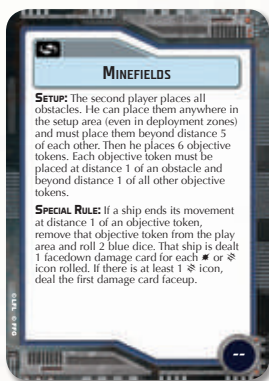 MINEFIELDS
SETUP: The second player places all
obstacles. He can place them anywhere in
the setup area (even in deployment zones)
and must place them beyond distance 5
of each other. Then he places 6 objective
tokens. Each objective token must be
placed at distance 1 of an obstacle and
beyond distance 1 of all other objective
tokens.
SPECIAL RULE: If a ship ends its movement
at distance 1 of an objective token,
remove that objective token from the play
area and roll 2 blue dice. That ship is dealt
1 facedown damage card for each or
icon rolled. If there is at least 1 icon,
deal the first damage card faceup.
--